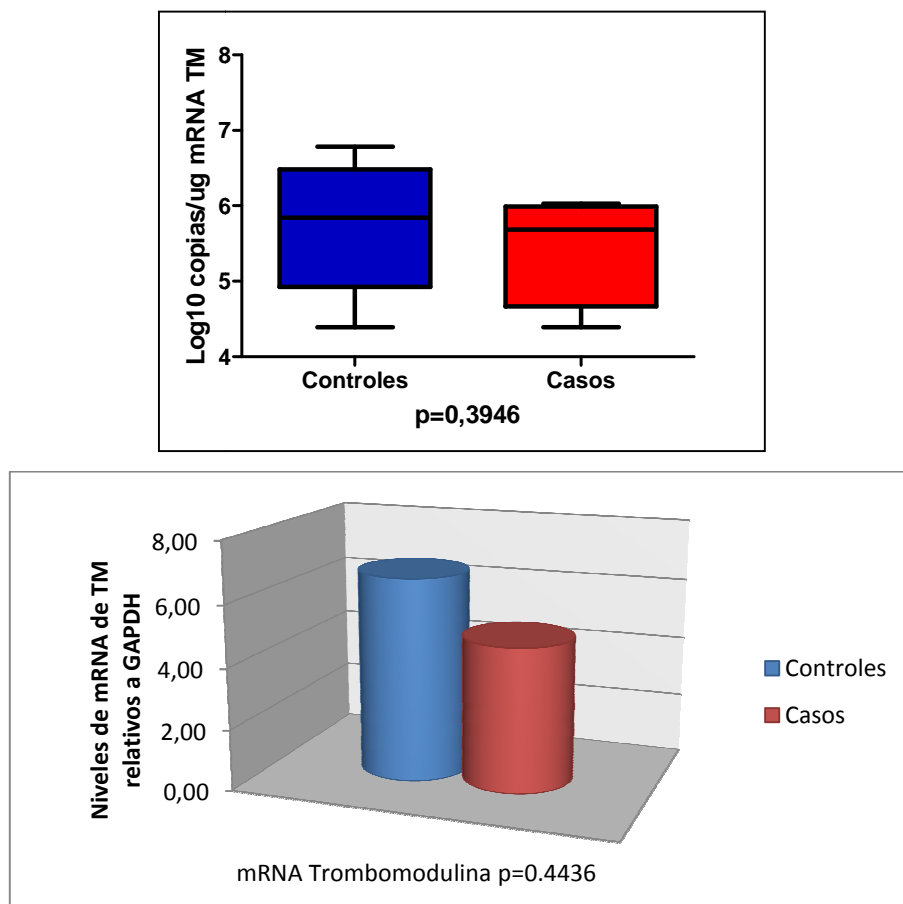 Log10 copias/ug mRNA TM
8
7
6
5
4
Controles Casos
p=0,3946
Niveles de mRNA de TM
relativos a GAPDH
8,00
6,00
4,00
2,00
0,00
Controles
Casos
mRNA Trombomodulina p=0.4436